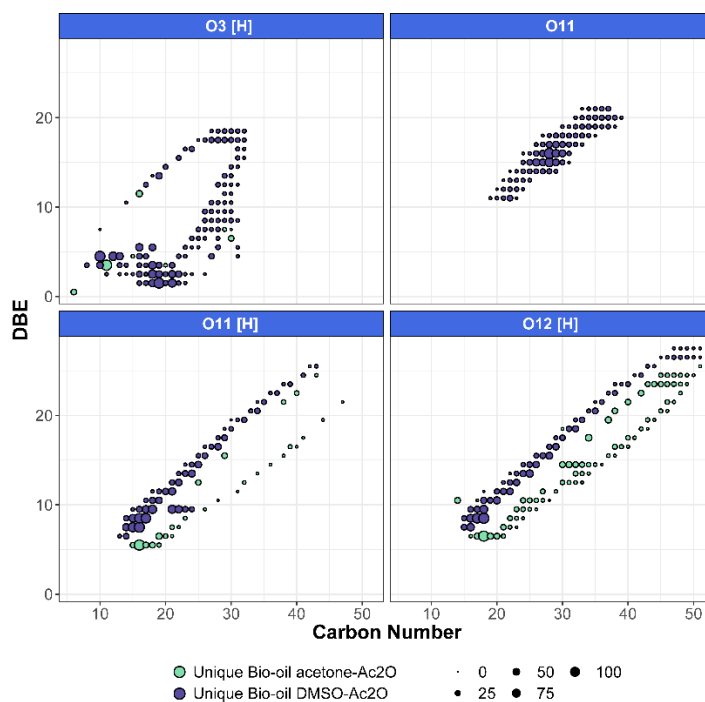 O3 [H] O11
20
10
0
DBE
O11 [H] O12 [H]
20
10
0
10 20 30 40 50 10 20 30 40 50
Carbon Number
Unique Bio-oil acetone-Ac2O 0 50 100
Unique Bio-oil DMSO-Ac2O 25 75